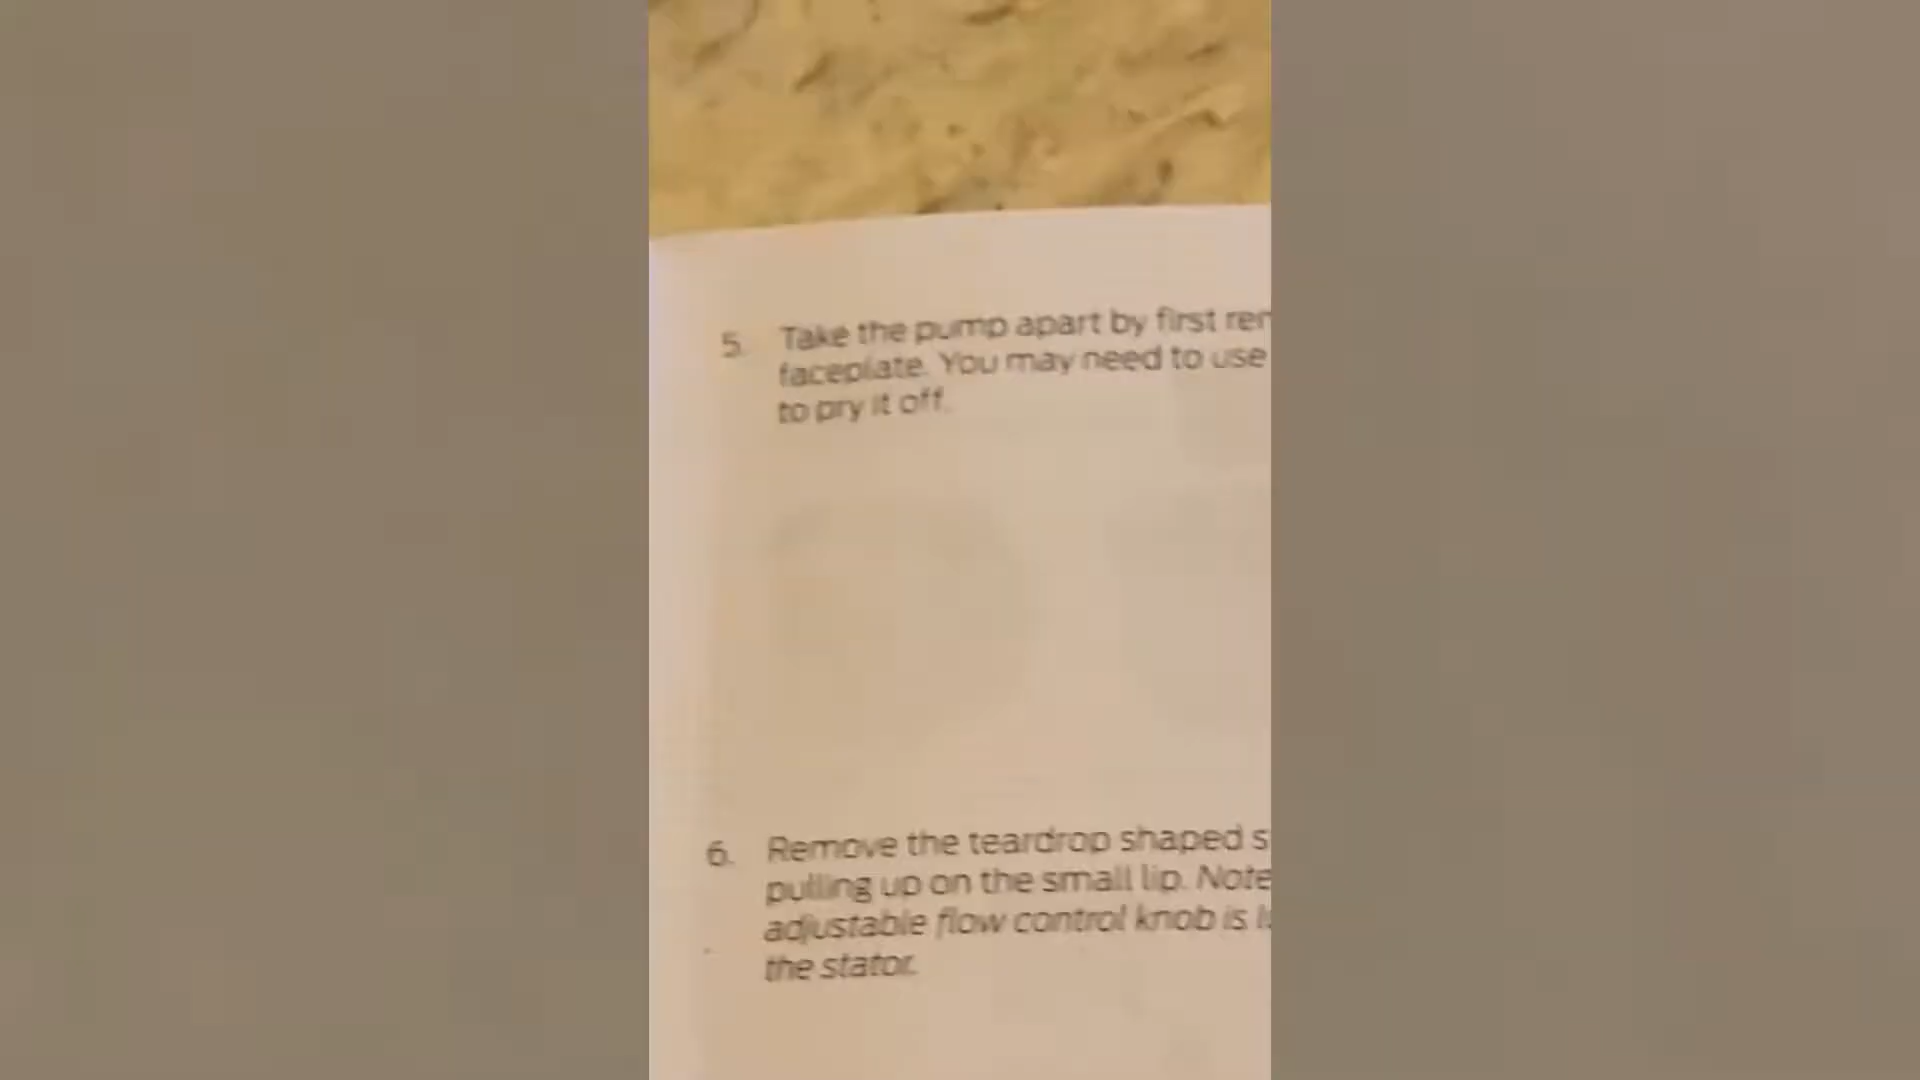 5. Take the pump apart by first rer
faceplate. You may need to use
to pry it off.
6. Remove the teardrop shaped s
pulling up on the small lip. Note
adjustable flow control knob is
the stator.